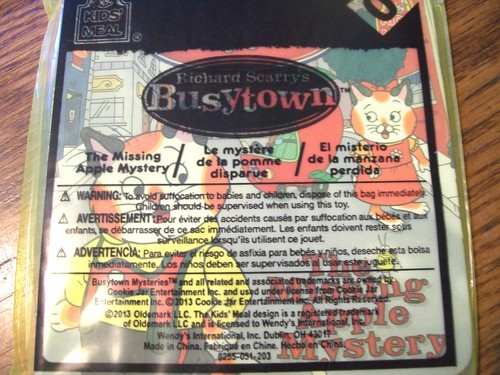 KIDS'
MEAL
Richard Scarry's
Busytown™
The Missing
Apple Mystery
Le mystère
de la pomme
disparue
El misterio
de la manzana
perdida
⚠ WARNING: To avoid suffocation to babies and children, dispose of this bag immediately.
Children should be supervised when using this toy.
⚠ AVERTISSEMENT: Pour éviter des accidents causés par suffocation aux bébés et aux
enfants, se débarrasser de ce sac immédiatement. Les enfants doivent rester sous
surveillance lorsqu'ils utilisent ce jouet.
⚠ ADVERTENCIA: Para evitar el riesgo de asfixia para bebés y niños, deseche esta bolsa
inmediatamente. Los niños deben ser supervisados al usar este juguete.
Busytown Mysteries™ and all related and associated trademarks are owned by
Cookie Jar Entertainment Inc. and used under license from Cookie Jar
Entertainment Inc. ©2013 Cookie Jar Entertainment Inc. All Rights Reserved.
©2013 Oldemark LLC. The Kids' Meal design is a registered trademark
of Oldemark LLC and is licensed to Wendy's International, Inc.
Wendy's International, Inc. Dublin, OH 43017
Made in China. Fabriqué en Chine. Hecho en China.
0255-051-203
The
Apple
Mystery